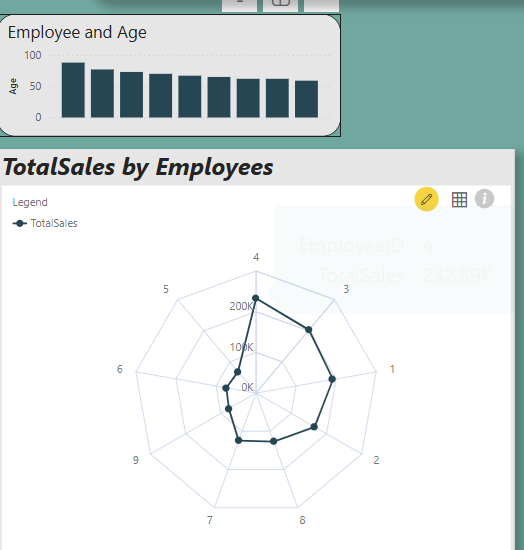 Employee and Age
100
50
0
Age
TotalSales by Employees
Legend
TotalSales
EmployeeID 4
TotalSales 232.89K
4
3
1
2
8
7
9
6
5
200K
100K
0K